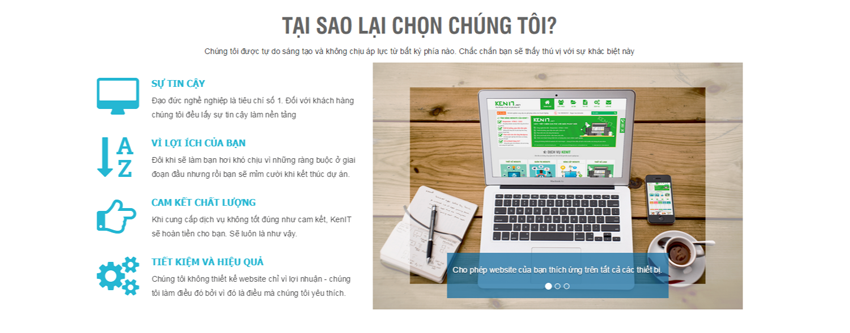 TẠI SAO LẠI CHỌN CHÚNG TÔI?
Chúng tôi được tự do sáng tạo và không chịu áp lực từ bất kỳ phía nào. Chắc chắn bạn sẽ thấy thú vị với sự khác biệt này
SỰ TIN CẬY
Đạo đức nghề nghiệp là tiêu chí số 1. Đối với khách hàng
chúng tôi đều lấy sự tin cậy làm nền tảng
A
Z
VÌ LỢI ÍCH CỦA BẠN
Đôi khi sẽ làm bạn hơi khó chịu vì những ràng buộc ở giai
đoạn đầu nhưng rồi bạn sẽ mỉm cười khi kết thúc dự án.
CAM KẾT CHẤT LƯỢNG
Khi cung cấp dịch vụ không tốt đúng như cam kết, KenIT
sẽ hoàn tiền cho bạn. Sẽ luôn là như vậy.
TIẾT KIỆM VÀ HIỆU QUẢ
Chúng tôi không thiết kế website chỉ vì lợi nhuận - chúng
tôi làm điều đó bởi vì đó là điều mà chúng tôi yêu thích.
KENIT
KENIT
Cho phép website của bạn thích ứng trên tất cả các thiết bị.